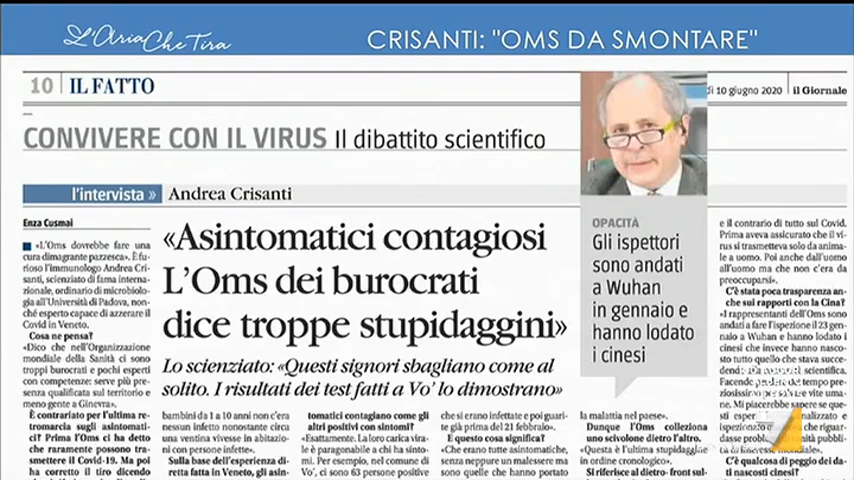 L'Aria Che Tira
CRISANTI: "OMS DA SMONTARE"
10 IL FATTO
dì 10 giugno 2020 il Giornale
CONVIVERE CON IL VIRUS Il dibattito scientifico
l'intervista » Andrea Crisanti
Enza Cusmai
«L'Oms dovrebbe fare una
cura dimagrante pazzesca». È fu-
rioso l'immunologo Andrea Cri-
santi, scienziato di fama interna-
zionale, ordinario di microbiolo-
gia all'Università di Padova, non-
ché esperto capace di azzerare il
Covid in Veneto.
Cosa ne pensa?
«Dico che nell'Organizzazione
mondiale della Sanità ci sono
troppi burocrati e pochi esperti
con competenze: serve più pre-
senza qualificata sul territorio e
meno gente a Ginevra».
È contrariato per l'ultima re-
tromarcia sugli asintomati-
ci? Prima l'Oms ci ha detto
che raramente possono tra-
smettere il Covid-19. Ma poi
ha corretto il tiro dicendo
«Asintomatici contagiosi
L'Oms dei burocrati
dice troppe stupidaggini»
Lo scienziato: «Questi signori sbagliano come al
solito. I risultati dei test fatti a Vo' lo dimostrano»
bambini da 1 a 10 anni non c'era
nessun infetto nonostante circa
una ventina vivesse in abitazio-
ni con persone infette».
Sulla base dell'esperienza di-
retta fatta in Veneto, gli asin-
tomatici contagiano come gli
altri positivi con sintomi?
«Esattamente. La loro carica vira-
le è paragonabile a chi ha sinto-
mi. Per esempio, nel comune di
Vo', ci sono 63 persone positive
che si erano infettate e poi guari-
te già prima del 21 febbraio».
E questo cosa significa?
«Che erano tutte asintomatiche,
senza neppure un malessere ma
sono quelle che hanno contagia-
OPACITÀ
Gli ispettori
sono andati
a Wuhan
in gennaio e
hanno lodato
i cinesi
la malattia nel paese».
Dunque l'Oms colleziona
uno scivolone dietro l'altro.
«Questa è l'ultima stupidaggine
in ordine cronologico».
Si riferisce al dietro-front sul-
e il contrario di tutto sul Covid.
Prima aveva assicurato che il vi-
rus si trasmetteva solo da anima-
le a uomo. Poi anche dall'uomo
all'uomo ma che non c'era da
preoccuparsi».
C'è stata poca trasparenza an-
che sui rapporti con la Cina?
«I rappresentanti dell'Oms sono
andati a fare l'ispezione il 23 gen-
naio a Wuhan e hanno lodato i
cinesi che invece hanno nasco-
sto tutto quello che stava succe-